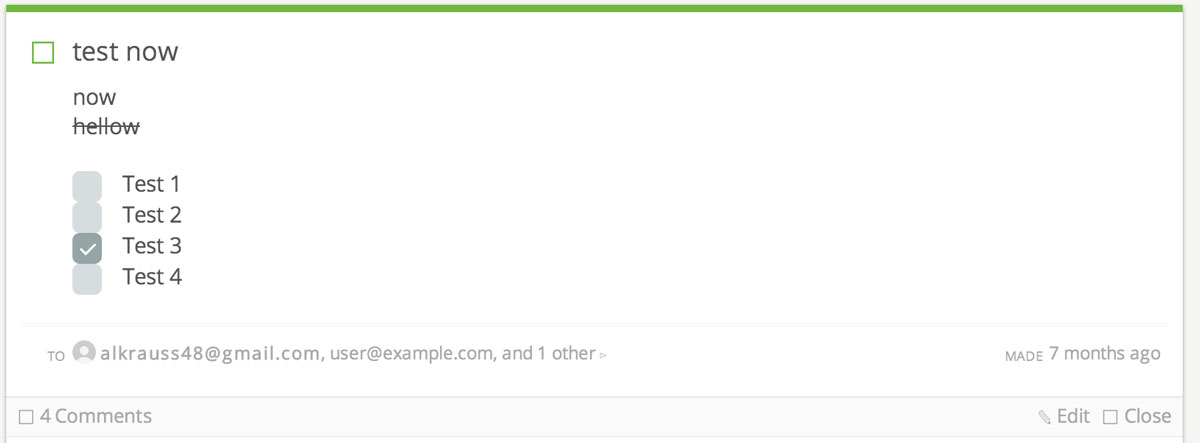 test now
now
hellow
Test 1
Test 2
Test 3
Test 4
TO alkrauss48@gmail.com, user@example.com, and 1 other MADE 7 months ago
4 Comments Edit Close